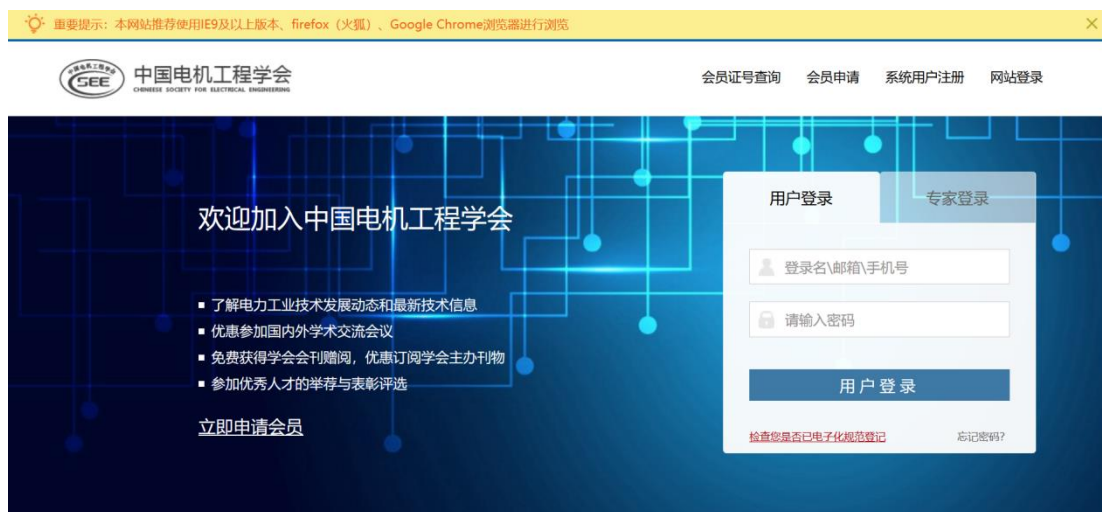 重要提示：本网站推荐使用IE9及以上版本、firefox（火狐）、Google Chrome浏览器进行浏览
中国电机工程学会
CHINESE SOCIETY FOR ELECTRICAL ENGINEERING
SEE
会员证号查询 会员申请 系统用户注册 网站登录
用户登录 专家登录
欢迎加入中国电机工程学会
登录名\邮箱\手机号
了解电力工业技术发展动态和最新技术信息
请输入密码
优惠参加国内外学术交流会议
免费获得学会会刊赠阅，优惠订阅学会主办刊物
参加优秀人才的举荐与表彰评选
用户登录
立即申请会员
检查您是否已电子化规范登记 忘记密码?